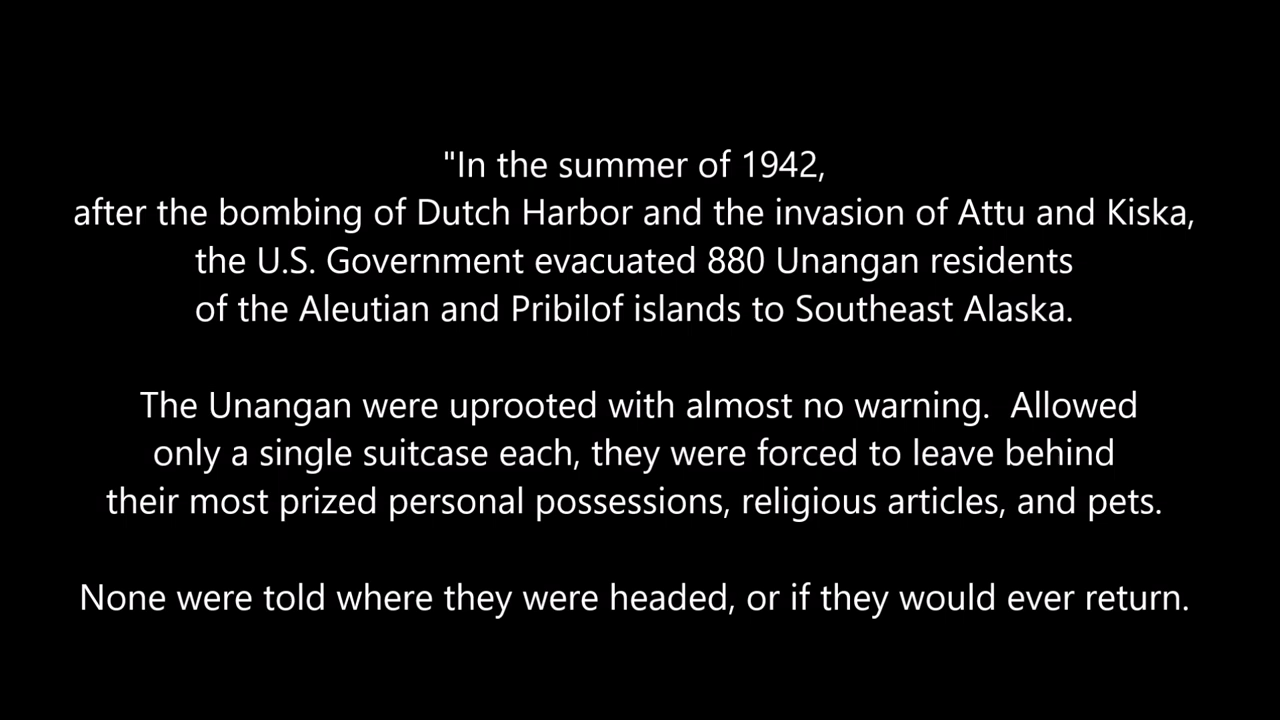 "In the summer of 1942,
after the bombing of Dutch Harbor and the invasion of Attu and Kiska,
the U.S. Government evacuated 880 Unangan residents
of the Aleutian and Pribilof islands to Southeast Alaska.
The Unangan were uprooted with almost no warning.  Allowed
only a single suitcase each, they were forced to leave behind
their most prized personal possessions, religious articles, and pets.
None were told where they were headed, or if they would ever return.